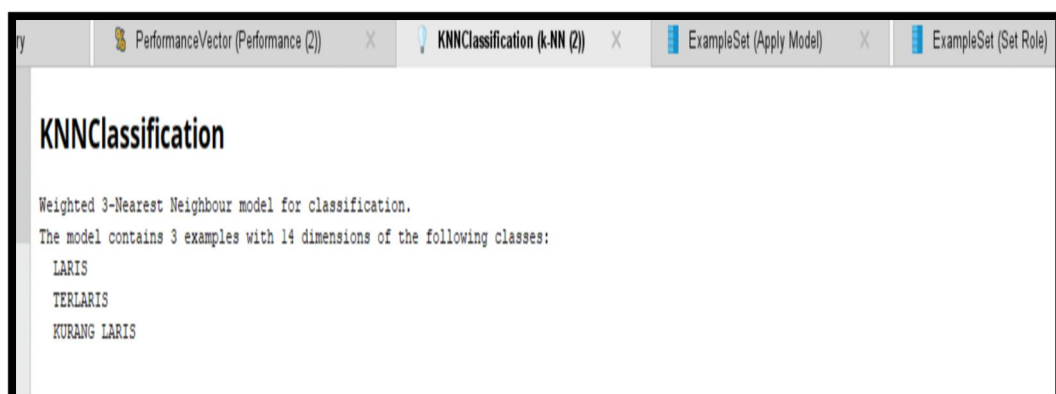 ry
PerformanceVector (Performance (2))
KNNClassification (k-NN (2))
ExampleSet (Apply Model)
ExampleSet (Set Role)
KNNClassification
Weighted 3-Nearest Neighbour model for classification.
The model contains 3 examples with 14 dimensions of the following classes:
LARIS
TERLARIS
KURANG LARIS